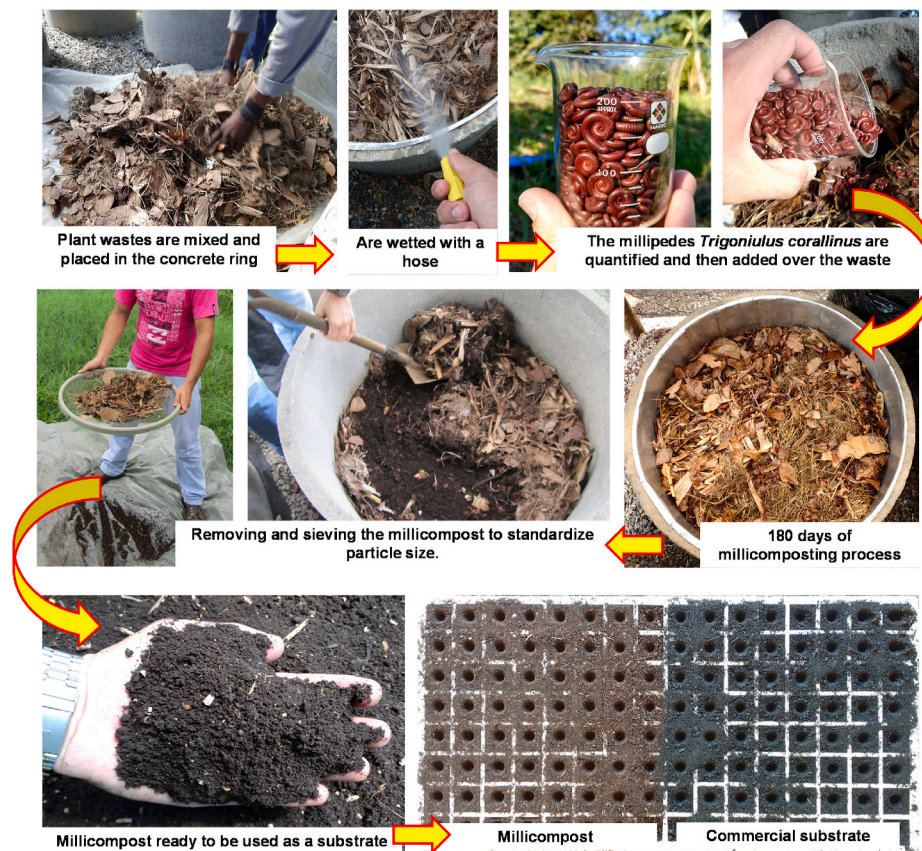 Plant wastes are mixed and
placed in the concrete ring
Are wetted with a
hose
200
100
HARIO
The millipedes Trigoniulus corallinus are
quantified and then added over the waste
Removing and sieving the millicompost to standardize
particle size.
180 days of
millicomposting process
Millicompost ready to be used as a substrate
Millicompost
Commercial substrate